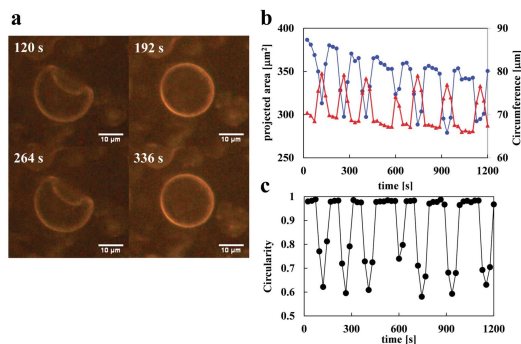 a
120 s
192 s
10 µm
10 µm
264 s
336 s
10 µm
10 µm
b
400
350
300
250
projected area [µm²]
90
80
70
60
Circumference [µm]
0 300 600 900 1200
time [s]
c
1
0.9
0.8
0.7
0.6
0.5
Circularity
0 300 600 900 1200
time [s]